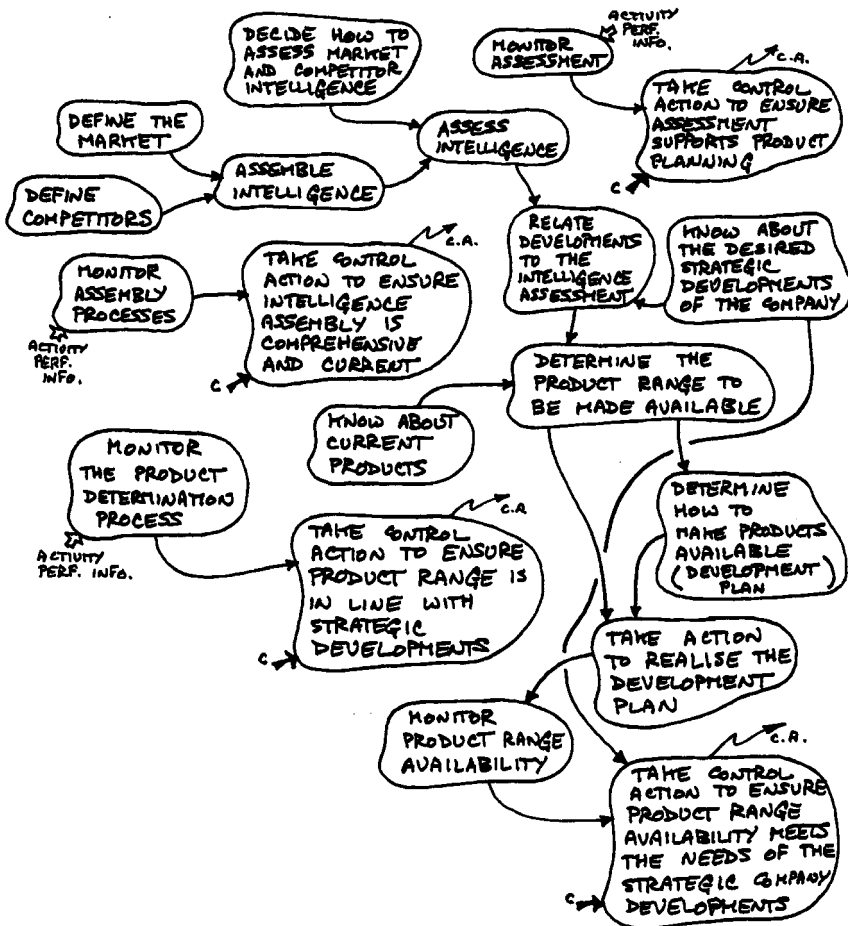 DECIDE HOW TO
ASSESS MARKET
AND COMPETITOR
INTELLIGENCE
MONITOR
ASSESSMENT
ACTIVITY
PERF.
INFO.
C.A.
TAKE CONTROL
ACTION TO ENSURE
ASSESSMENT
SUPPORTS PRODUCT
PLANNING
C
DEFINE THE
MARKET
ASSESS
INTELLIGENCE
ASSEMBLE
INTELLIGENCE
DEFINE
COMPETITORS
RELATE
DEVELOPMENTS
TO THE
INTELLIGENCE
ASSESSMENT
KNOW ABOUT
THE DESIRED
STRATEGIC
DEVELOPMENTS
OF THE COMPANY
MONITOR
ASSEMBLY
PROCESSES
ACTIVITY
PERF.
INFO.
C.A.
TAKE CONTROL
ACTION TO ENSURE
INTELLIGENCE
ASSEMBLY IS
COMPREHENSIVE
AND CURRENT
C
DETERMINE THE
PRODUCT RANGE TO
BE MADE AVAILABLE
KNOW ABOUT
CURRENT
PRODUCTS
MONITOR
THE PRODUCT
DETERMINATION
PROCESS
ACTIVITY
PERF. INFO.
C.A
TAKE CONTROL
ACTION TO ENSURE
PRODUCT RANGE IS
IN LINE WITH
STRATEGIC
DEVELOPMENTS
C
DETERMINE
HOW TO
MAKE PRODUCTS
AVAILABLE
(DEVELOPMENT
PLAN)
TAKE ACTION
TO REALISE THE
DEVELOPMENT
PLAN
MONITOR
PRODUCT RANGE
AVAILABILITY
C.A.
TAKE CONTROL
ACTION TO ENSURE
PRODUCT RANGE
AVAILABILITY MEETS
THE NEEDS OF THE
STRATEGIC COMPANY
DEVELOPMENTS
C